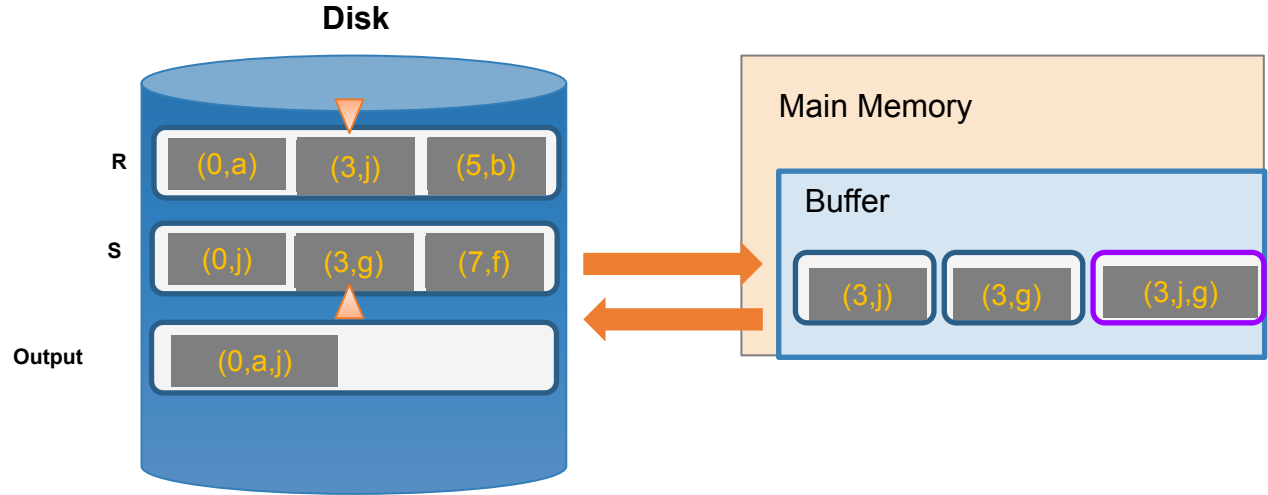 Disk
Main Memory
R
(0,a)
(3,j)
(5,b)
Buffer
S
(0,j)
(3,g)
(7,f)
(3,j)
(3,g)
(3,j,g)
Output
(0,a,j)